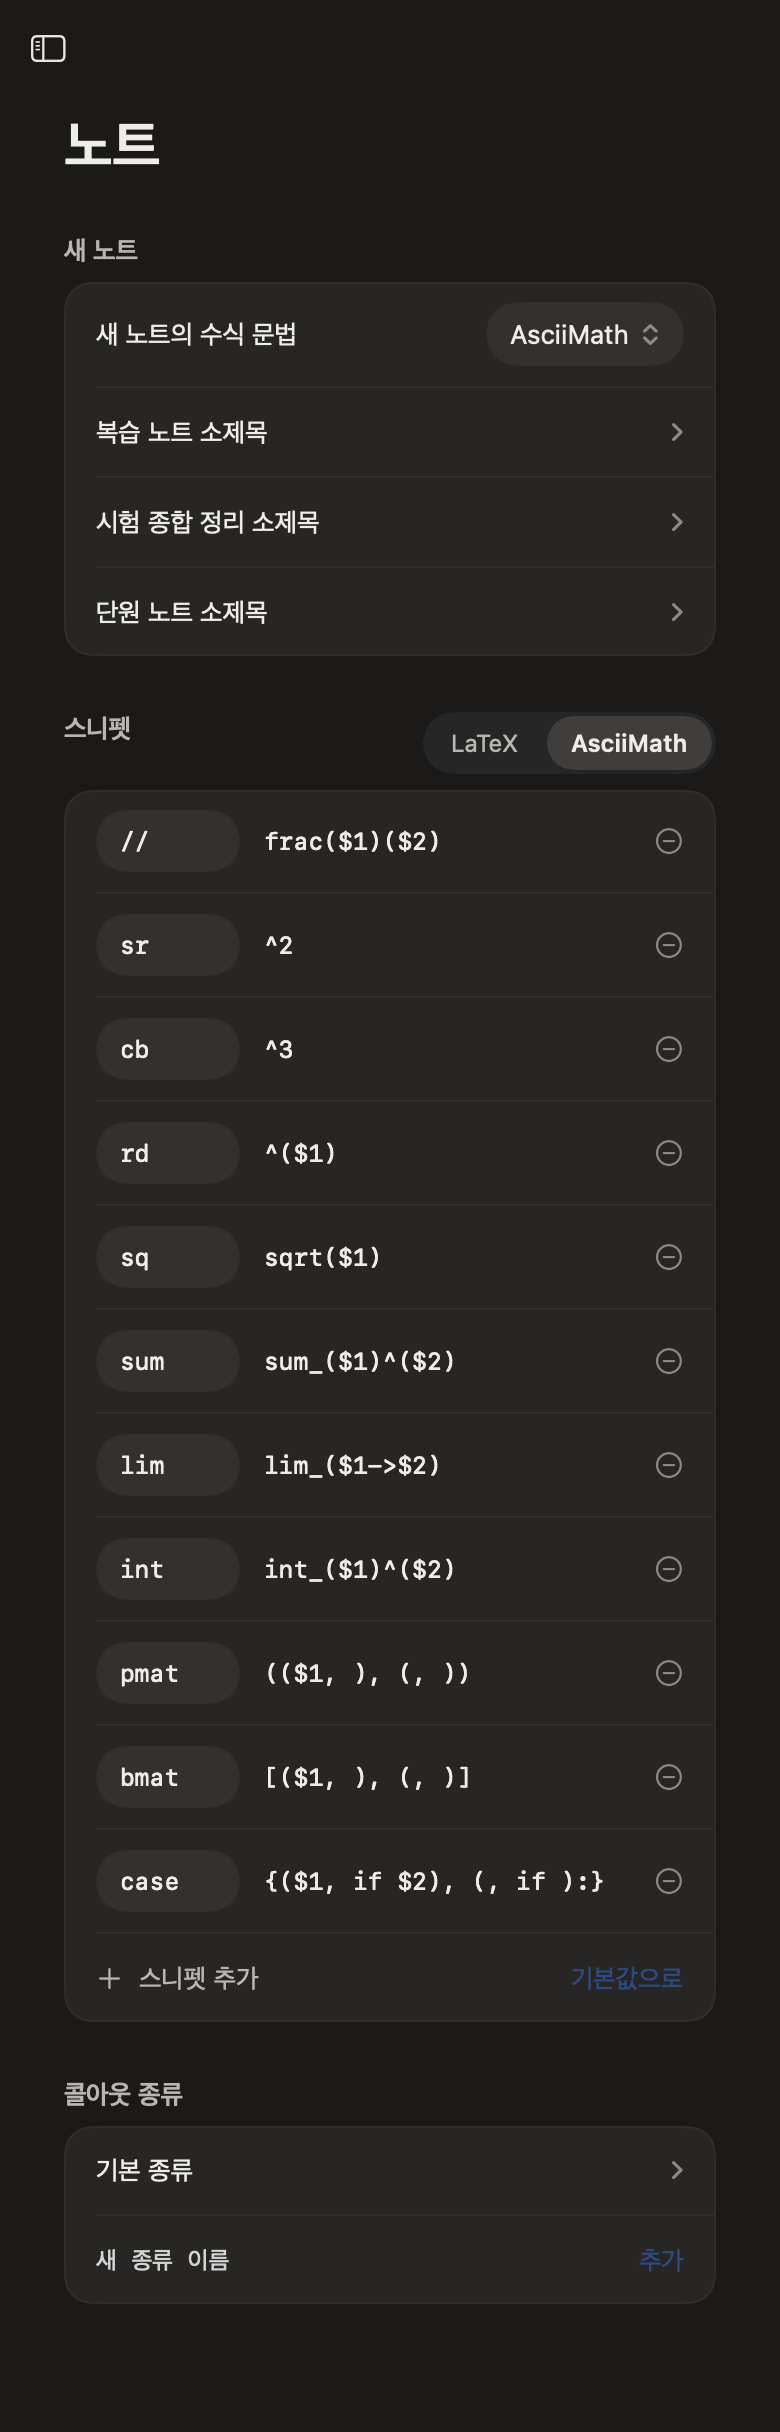 노트
새 노트
새 노트의 수식 문법 AsciiMath
복습 노트 소제목
시험 종합 정리 소제목
단원 노트 소제목
스니펫 LaTeX AsciiMath
// frac($1)($2)
sr ^2
cb ^3
rd ^($1)
sq sqrt($1)
sum sum_($1)^($2)
lim lim_($1->$2)
int int_($1)^($2)
pmat (($1, ), (, ))
bmat [($1, ), (, )]
case {($1, if $2), (, if ):}
스니펫 추가 기본값으로
콜아웃 종류
기본 종류
새 종류 이름 추가